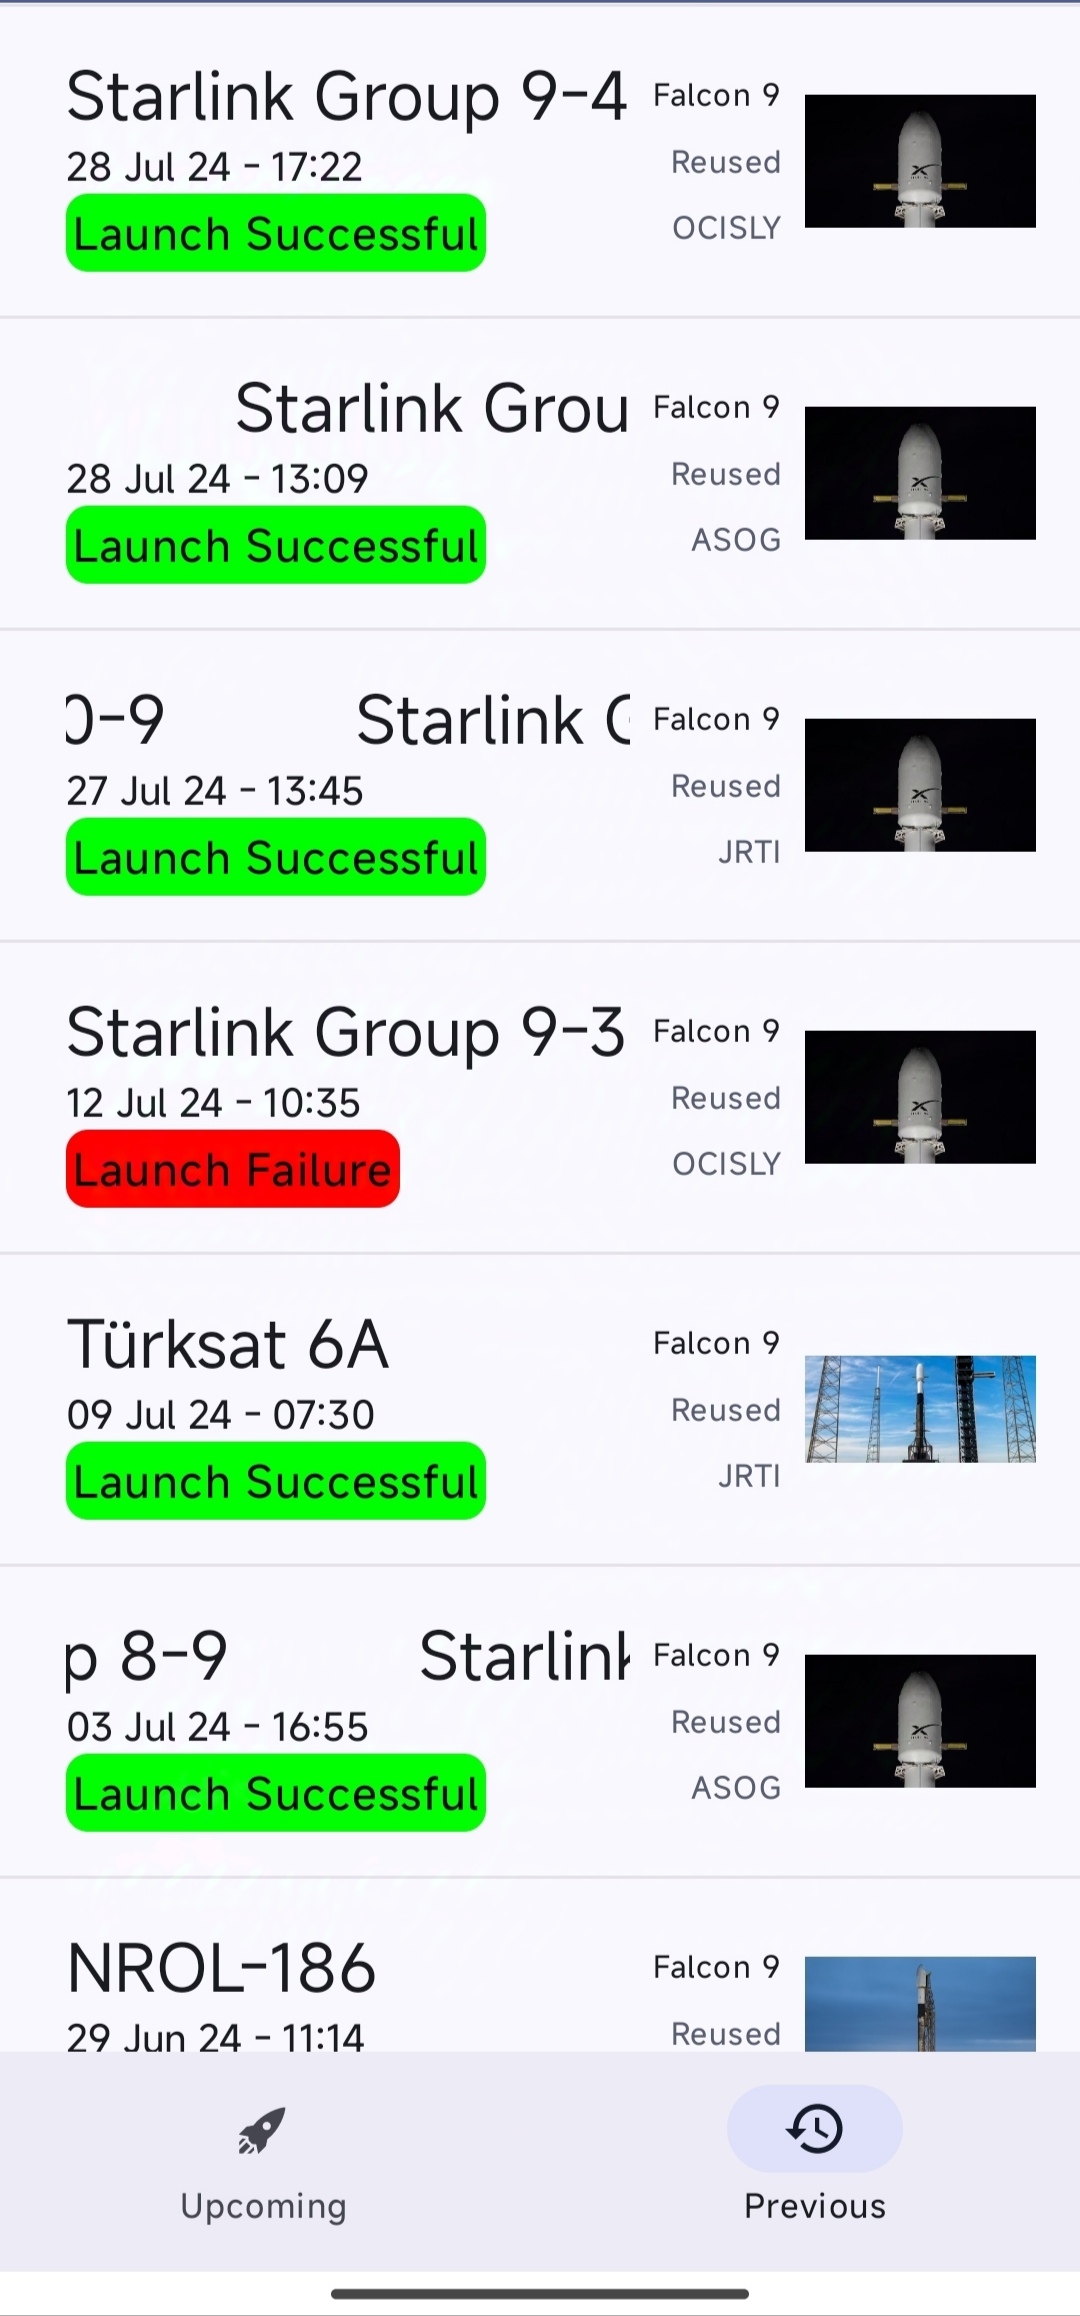 Starlink Group 9-4
Falcon 9
28 Jul 24 - 17:22
Reused
Launch Successful
OCISLY
Starlink Grou
Falcon 9
28 Jul 24 - 13:09
Reused
Launch Successful
ASOG
0-9 Starlink
Falcon 9
27 Jul 24 - 13:45
Reused
Launch Successful
JRTI
Starlink Group 9-3
Falcon 9
12 Jul 24 - 10:35
Reused
Launch Failure
OCISLY
Türksat 6A
Falcon 9
09 Jul 24 - 07:30
Reused
Launch Successful
JRTI
p 8-9 Starlink
Falcon 9
03 Jul 24 - 16:55
Reused
Launch Successful
ASOG
NROL-186
Falcon 9
29 Jun 24 - 11:14
Reused
Upcoming
Previous